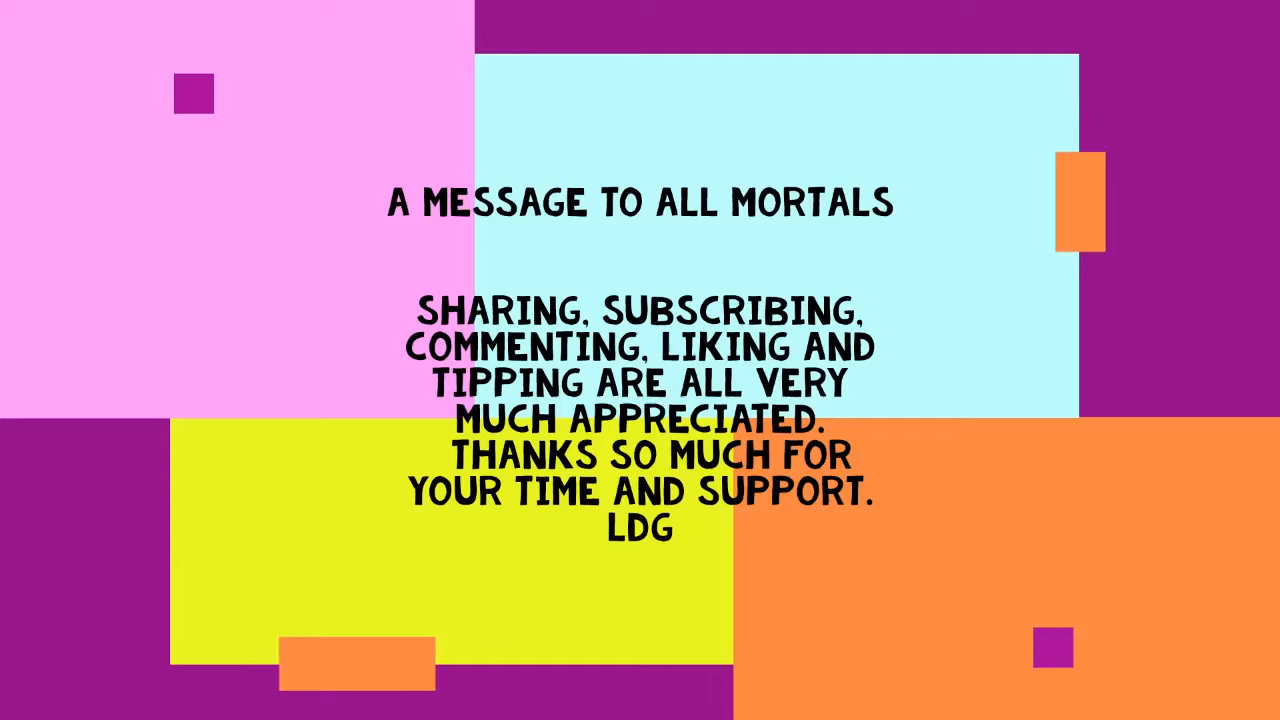 A MESSAGE TO ALL MORTALS
SHARING, SUBSCRIBING,
COMMENTING, LIKING AND
TIPPING ARE ALL VERY
MUCH APPRECIATED.
THANKS SO MUCH FOR
YOUR TIME AND SUPPORT.
LDG